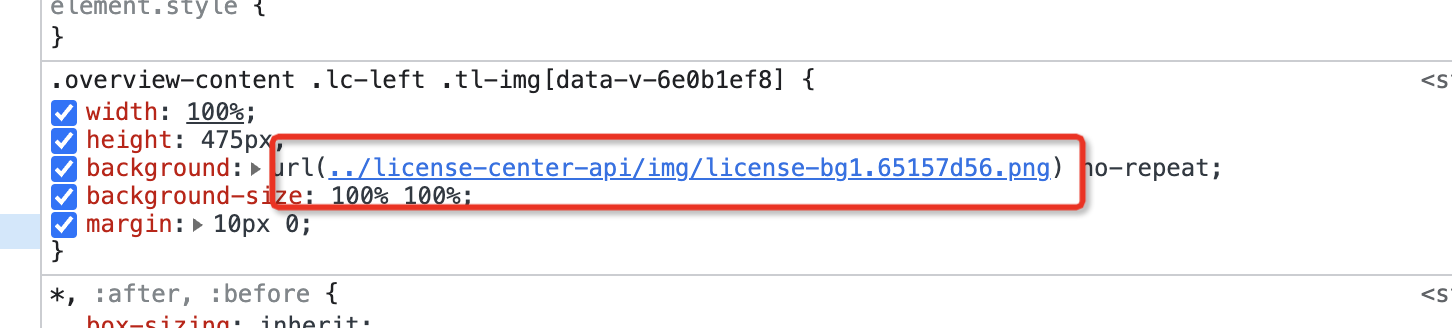 element.style {
}
.overview-content .lc-left .tl-img[data-v-6e0b1ef8] {
<s
width: 100%;
height: 475px;
background: url(../license-center-api/img/license-bg1.65157d56.png) no-repeat;
background-size: 100% 100%;
margin: 10px 0;
}
*, :after, :before {
<s
box-sizing: inherit;